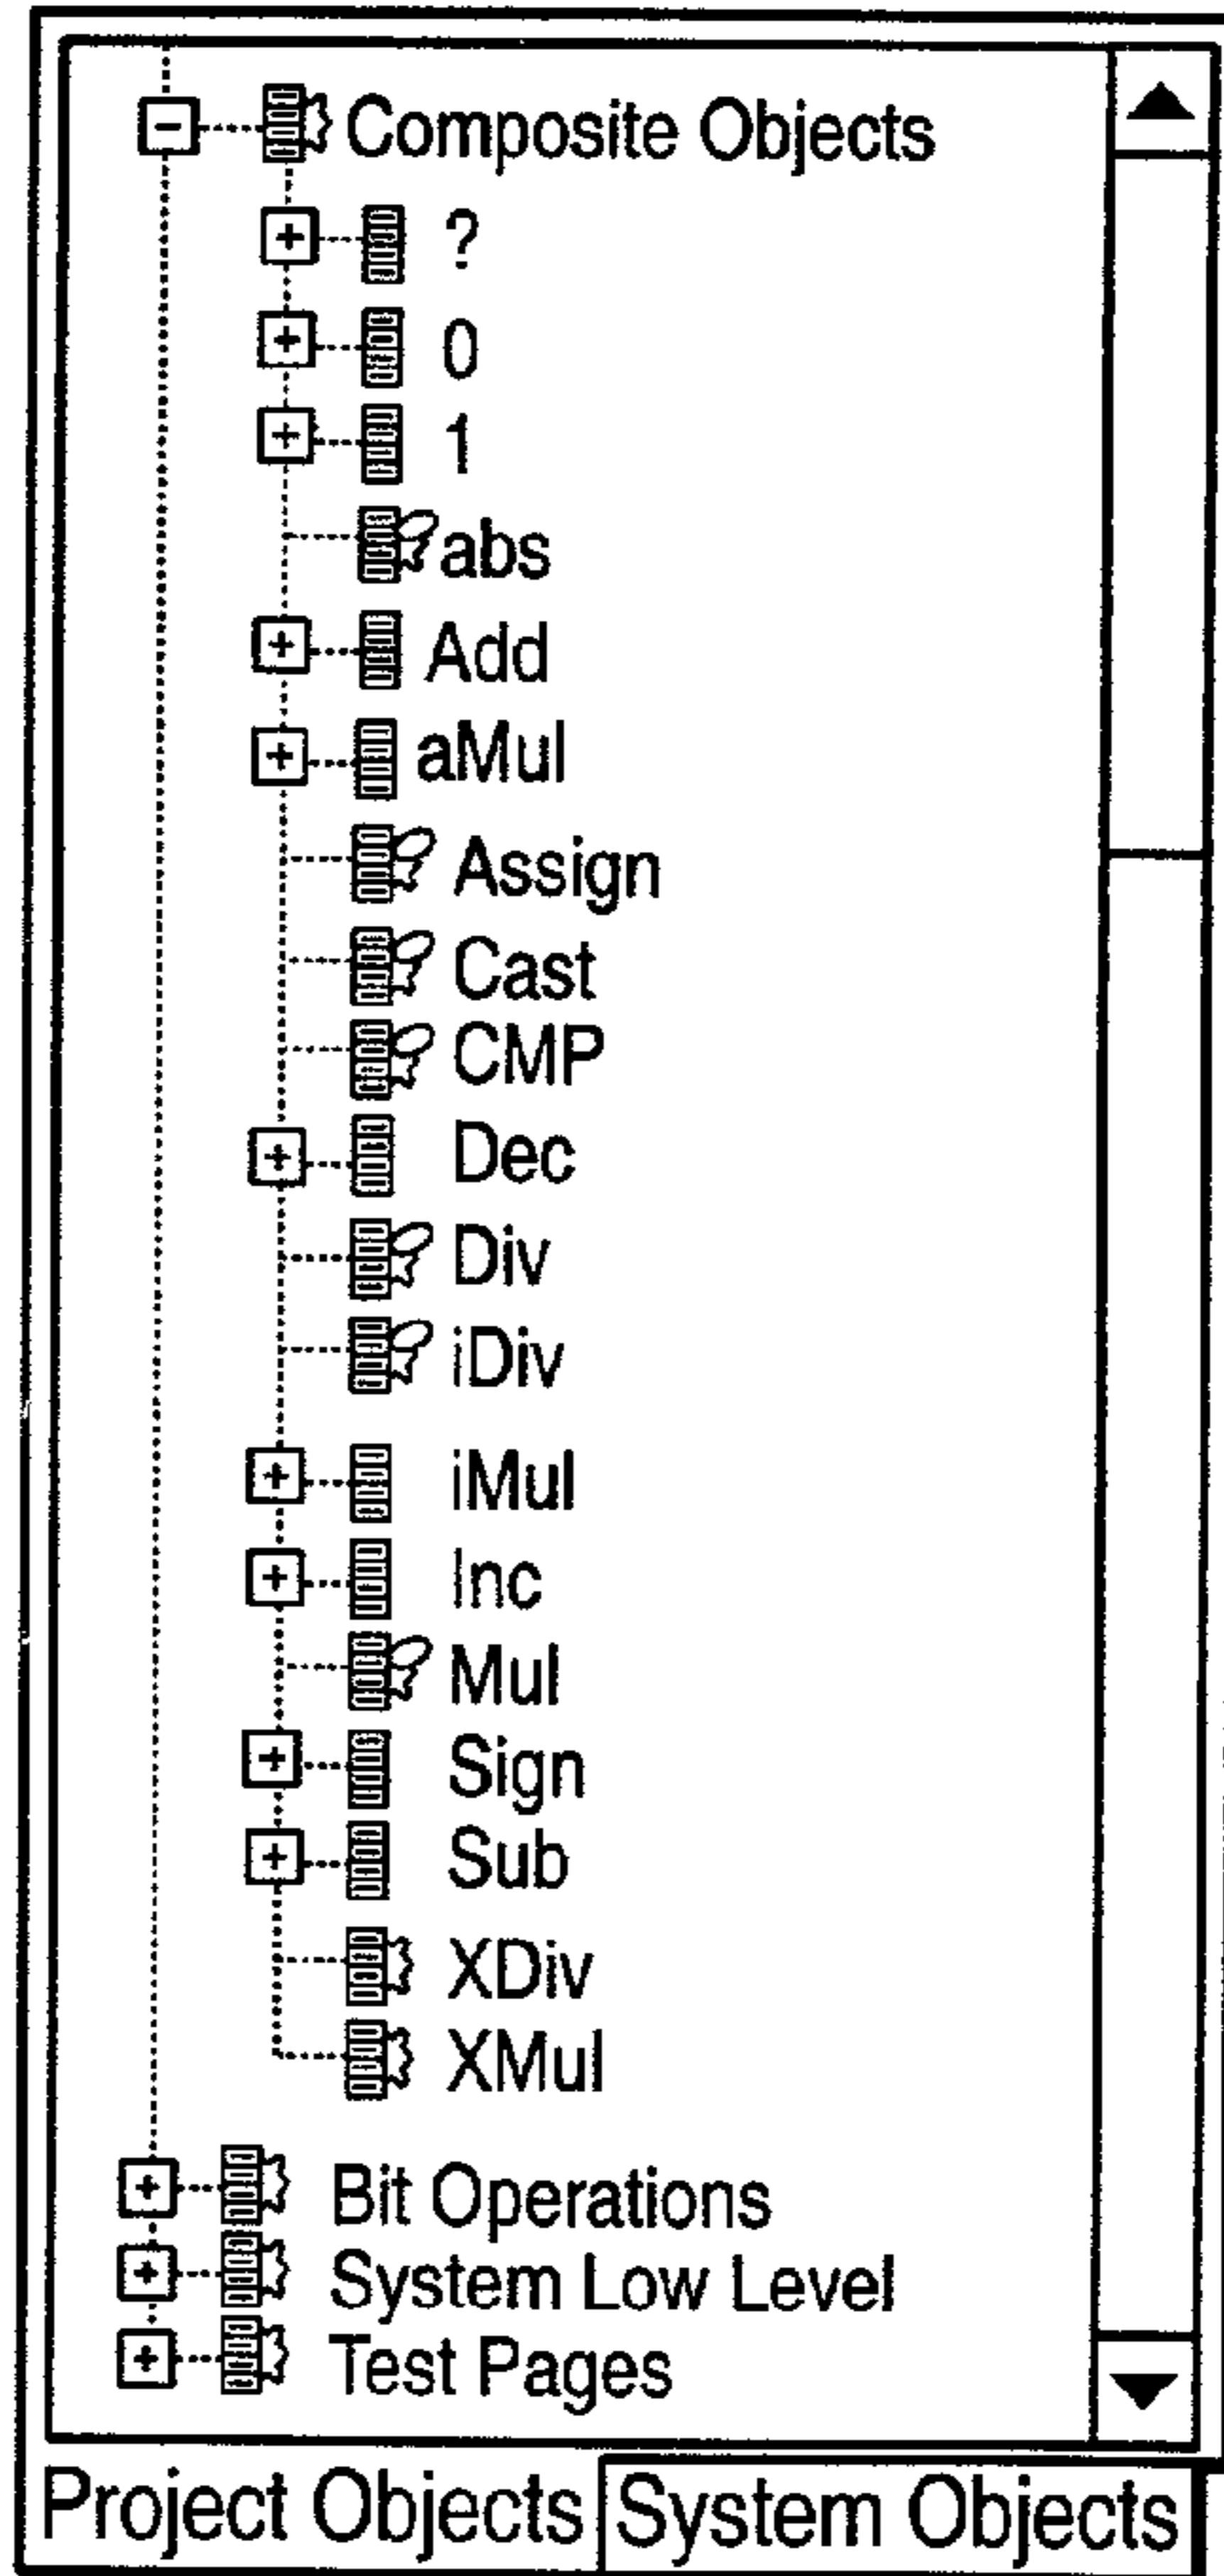 Composite Objects
?
0
1
abs
Add
aMul
Assign
Cast
CMP
Dec
Div
iDiv
iMul
Inc
Mul
Sign
Sub
XDiv
XMul
Bit Operations
System Low Level
Test Pages
Project Objects System Objects